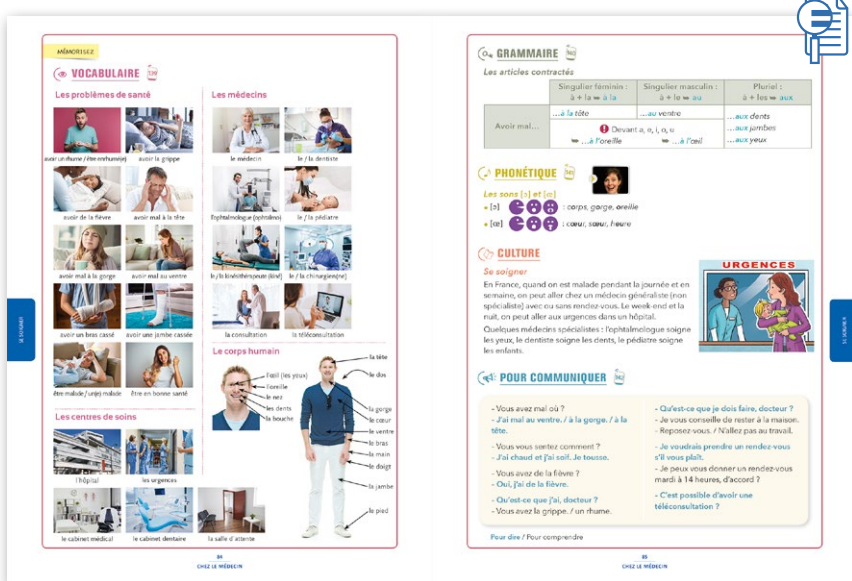 MÉMORISEZ
VOCABULAIRE
Les problèmes de santé
avoir un rhume / être enrhumé(e)
avoir la grippe
avoir de la fièvre
avoir mal à la tête
avoir mal à la gorge
avoir mal au ventre
avoir un bras cassé
avoir une jambe cassée
être malade / un(e) malade
être en bonne santé
Les centres de soins
l'hôpital
les urgences
le cabinet médical
le cabinet dentaire
la salle d'attente
Les médecins
le médecin
le / la dentiste
l'ophtalmologue (ophtalmo)
le / la pédiatre
le / la kinésithérapeute (kiné)
le / la chirurgien(ne)
la consultation
la téléconsultation
Le corps humain
l'œil (les yeux)
l'oreille
le nez
les dents
la bouche
la tête
le dos
la gorge
le cœur
le ventre
le bras
la main
le doigt
la jambe
le pied
84
CHEZ LE MÉDECIN
SE SOIGNER
GRAMMAIRE
Les articles contractés
Singulier féminin :
à + la ➥ à la
Singulier masculin :
à + le ➥ au
Pluriel :
à + les ➥ aux
Avoir mal...
...à la tête
...au ventre
Devant a, e, i, o, u
➥ ...à l'oreille
➥ ...à l'œil
...aux dents
...aux jambes
...aux yeux
PHONÉTIQUE
Les sons [ɔ] et [œ]
• [ɔ] : corps, gorge, oreille
• [œ] : cœur, sœur, heure
CULTURE
Se soigner
En France, quand on est malade pendant la journée et en
semaine, on peut aller chez un médecin généraliste (non
spécialiste) avec ou sans rendez-vous. Le week-end et la
nuit, on peut aller aux urgences dans un hôpital.
Quelques médecins spécialistes : l'ophtalmologue soigne
les yeux, le dentiste soigne les dents, le pédiatre soigne
les enfants.
URGENCES
POUR COMMUNIQUER
- Vous avez mal où ?
- J'ai mal au ventre. / à la gorge. / à la
tête.
- Vous vous sentez comment ?
- J'ai chaud et j'ai soif. Je tousse.
- Vous avez de la fièvre ?
- Oui, j'ai de la fièvre.
- Qu'est-ce que j'ai, docteur ?
- Vous avez la grippe. / un rhume.
- Qu'est-ce que je dois faire, docteur ?
- Je vous conseille de rester à la maison.
- Reposez-vous. / N'allez pas au travail.
- Je voudrais prendre un rendez-vous
s'il vous plaît.
- Je peux vous donner un rendez-vous
mardi à 14 heures, d'accord ?
- C'est possible d'avoir une
téléconsultation ?
Pour dire / Pour comprendre
85
CHEZ LE MÉDECIN
SE SOIGNER